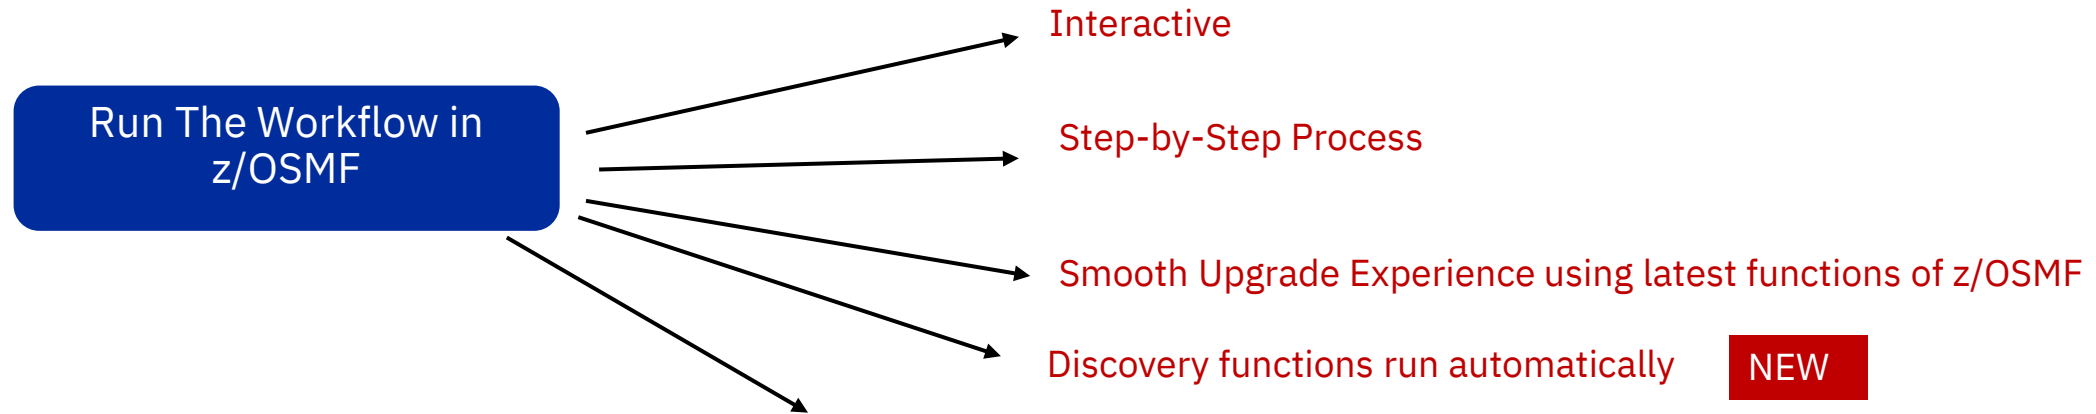 Interactive
Run The Workflow in
z/OSMF
Step-by-Step Process
Smooth Upgrade Experience using latest functions of z/OSMF
Discovery functions run automatically
NEW